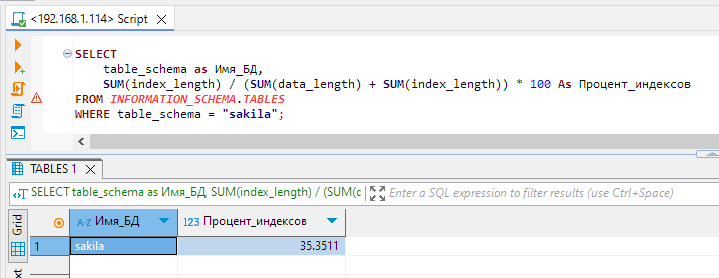 <192.168.1.114> Script
SELECT
table_schema as Имя_БД,
SUM(index_length) / (SUM(data_length) + SUM(index_length)) * 100 As Процент_индексов
FROM INFORMATION_SCHEMA.TABLES
WHERE table_schema = "sakila";
TABLES 1
SELECT table_schema as Имя_БД, SUM(index_length) / (SUM(
Enter a SQL expression to filter results (use Ctrl+Space)
Grid
A-Z Имя_БД
123 Процент_индексов
1
sakila
35.3511